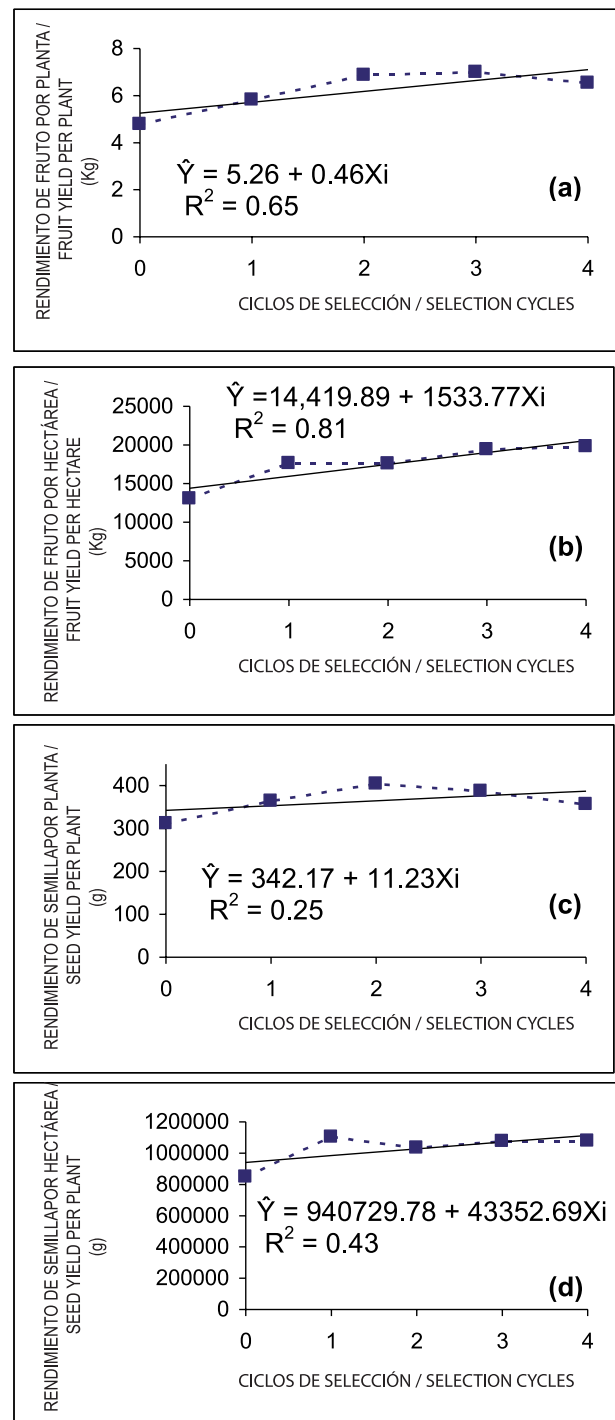 RENDIMIENTO DE FRUTO POR PLANTA /
FRUIT YIELD PER PLANT
(Kg)
8
6
4
2
0
Ŷ = 5.26 + 0.46Xi
R² = 0.65
(a)
0 1 2 3 4
CICLOS DE SELECCIÓN / SELECTION CYCLES
RENDIMIENTO DE FRUTO POR HECTÁREA /
FRUIT YIELD PER HECTARE
(Kg)
Ŷ =14,419.89 + 1533.77Xi
R² = 0.81
25000
20000
15000
10000
5000
0
(b)
0 1 2 3 4
CICLOS DE SELECCIÓN / SELECTION CYCLES
RENDIMIENTO DE SEMILLAPOR PLANTA /
SEED YIELD PER PLANT
(g)
400
300
200
100
0
Ŷ = 342.17 + 11.23Xi
R² = 0.25
(c)
0 1 2 3 4
CICLOS DE SELECCIÓN / SELECTION CYCLES
RENDIMIENTO DE SEMILLAPOR HECTÁREA /
SEED YIELD PER PLANT
(g)
1200000
1000000
800000
600000
400000
200000
0
Ŷ = 940729.78 + 43352.69Xi
R² = 0.43
(d)
0 1 2 3 4
CICLOS DE SELECCIÓN / SELECTION CYCLES